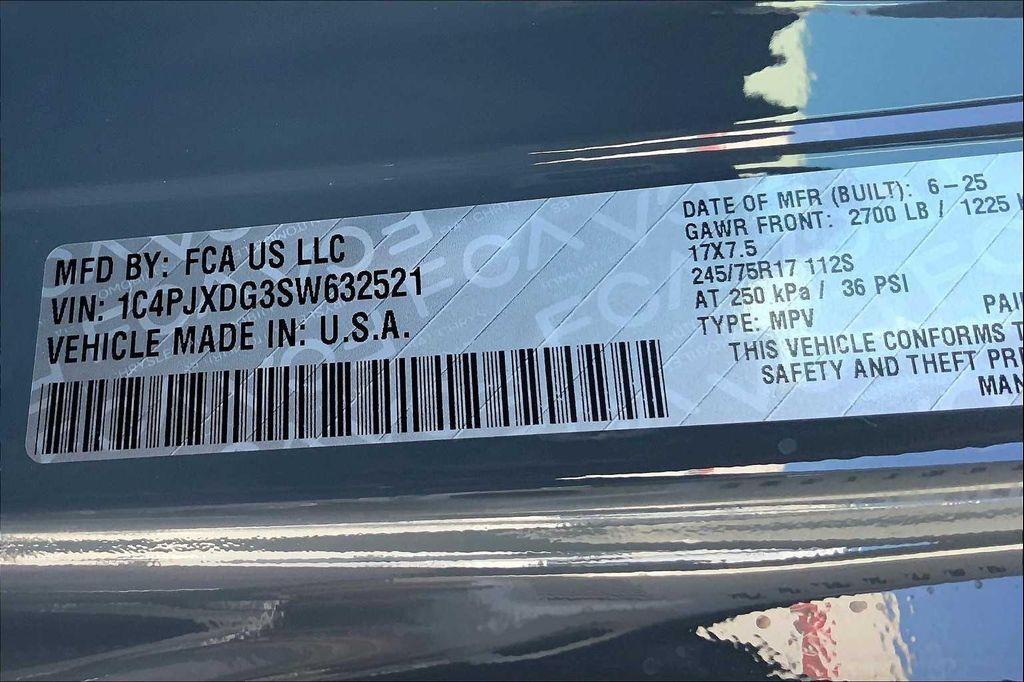 MFD BY: FCA US LLC
VIN: 1C4PJXDG3SW632521
VEHICLE MADE IN: U.S.A.
DATE OF MFR (BUILT): 6-25
GAWR FRONT: 2700 LB / 1225
17X7.5
245/75R17 112S
AT 250 kPa / 36 PSI
TYPE: MPV
PAI
THIS VEHICLE CONFORMS T
SAFETY AND THEFT PR
MAN